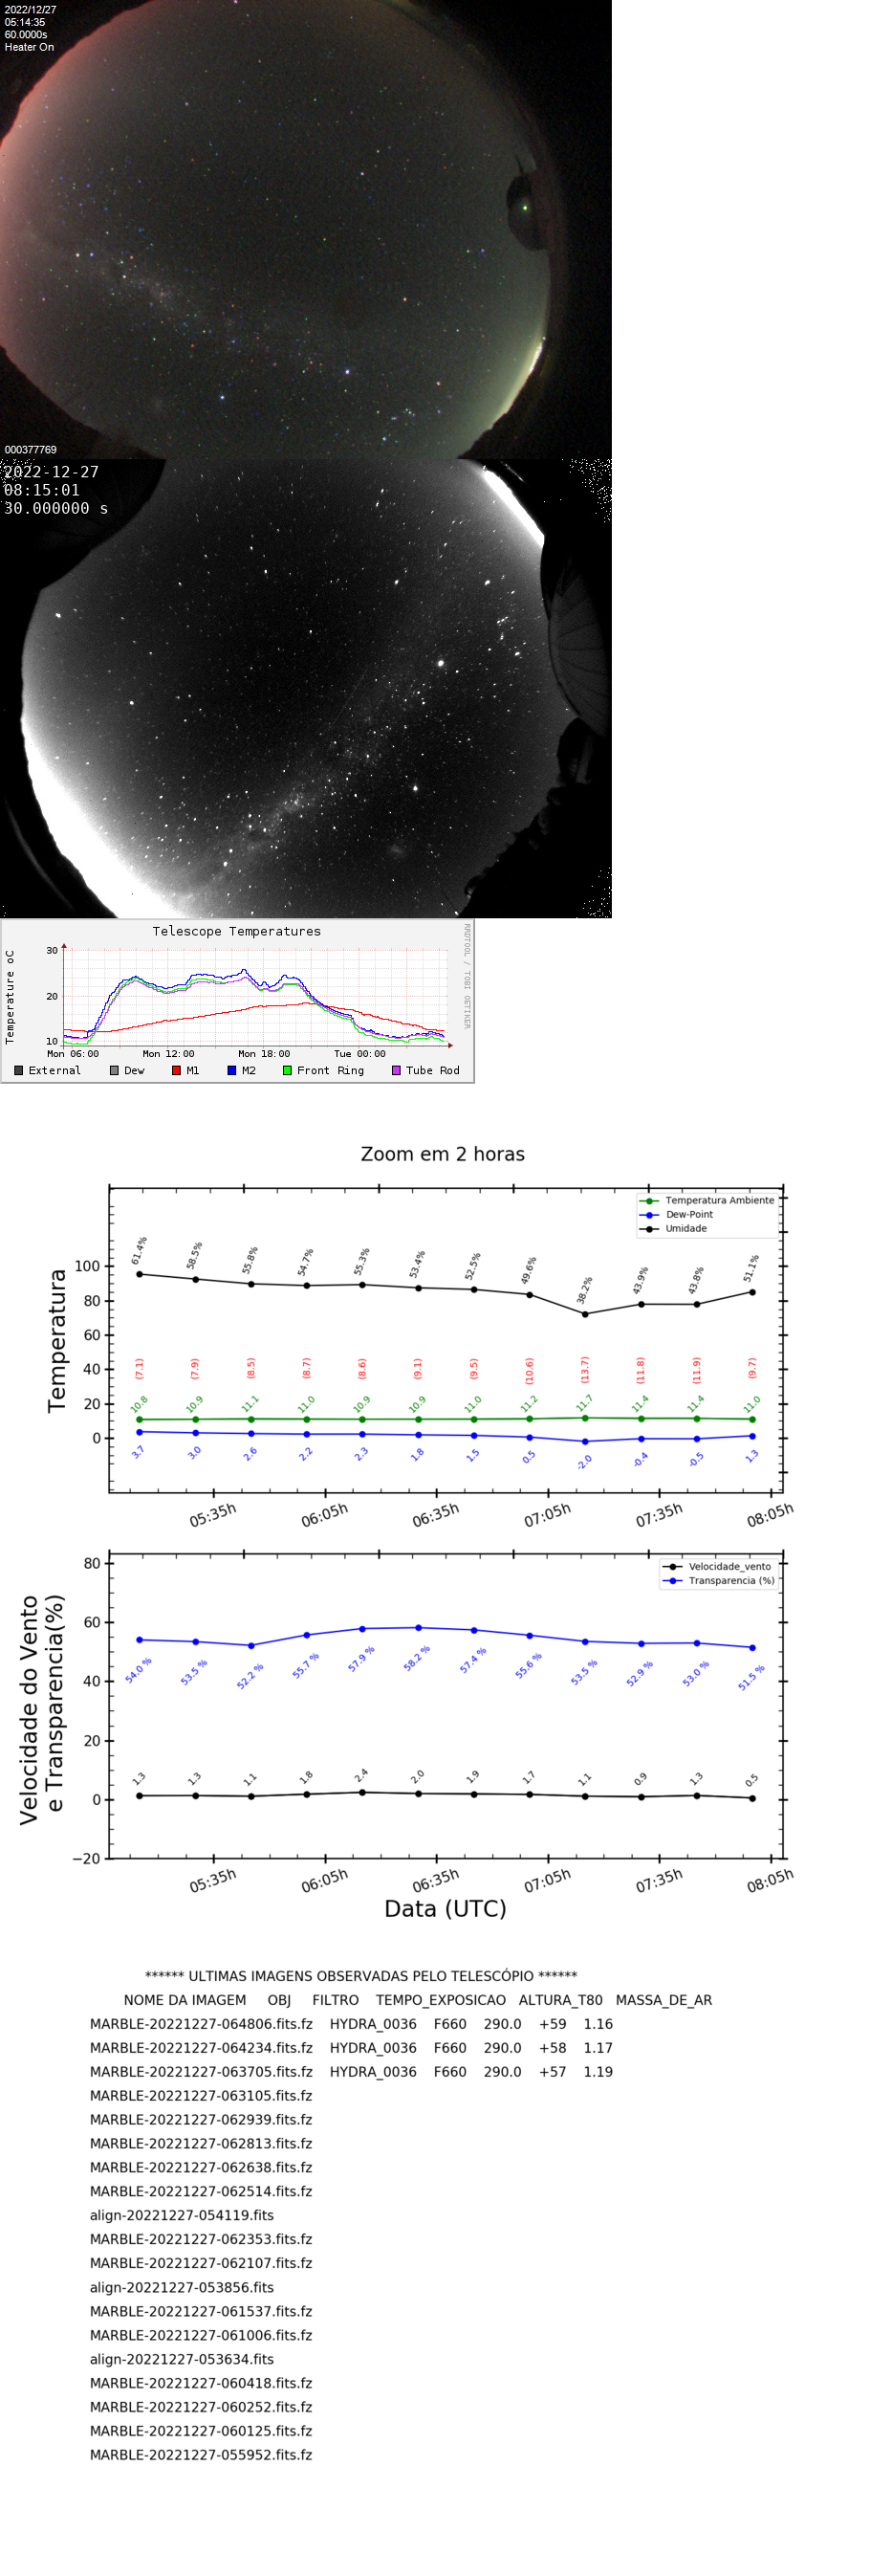 2022/12/27
05:14:35
60.0000s
Heater On
000377769
2022-12-27
08:15:01
30.000000 s
Telescope Temperatures
RRDTOOL / TOBI OETIKER
Temperature oC
30
20
10
Mon 06:00 Mon 12:00 Mon 18:00 Tue 00:00
External Dew M1 M2 Front Ring Tube Rod
Zoom em 2 horas
Temperatura
Temperatura Ambiente
Dew-Point
Umidade
100
80
60
40
20
0
61.4% 58.5% 55.8% 54.7% 55.3% 53.4% 52.5% 49.6% 38.2% 43.9% 43.8% 51.1%
(7.1) (7.9) (8.5) (8.7) (8.6) (9.1) (9.5) (10.6) (13.7) (11.8) (11.9) (9.7)
10.8 10.9 11.1 11.0 10.9 10.9 11.0 11.2 11.7 11.4 11.4 11.0
3.7 3.0 2.6 2.2 2.3 1.8 1.5 0.5 -2.0 -0.4 -0.5 1.3
05:35h 06:05h 06:35h 07:05h 07:35h 08:05h
Velocidade do Vento
e Transparencia(%)
Velocidade_vento
Transparencia (%)
80
60
40
20
0
−20
54.0 % 53.5 % 52.2 % 55.7 % 57.9 % 58.2 % 57.4 % 55.6 % 53.5 % 52.9 % 53.0 % 51.5 %
1.3 1.3 1.1 1.8 2.4 2.0 1.9 1.7 1.1 0.9 1.3 0.5
05:35h 06:05h 06:35h 07:05h 07:35h 08:05h
Data (UTC)
****** ULTIMAS IMAGENS OBSERVADAS PELO TELESCÓPIO ******
NOME DA IMAGEM OBJ FILTRO TEMPO_EXPOSICAO ALTURA_T80 MASSA_DE_AR
MARBLE-20221227-064806.fits.fz HYDRA_0036 F660 290.0 +59 1.16
MARBLE-20221227-064234.fits.fz HYDRA_0036 F660 290.0 +58 1.17
MARBLE-20221227-063705.fits.fz HYDRA_0036 F660 290.0 +57 1.19
MARBLE-20221227-063105.fits.fz
MARBLE-20221227-062939.fits.fz
MARBLE-20221227-062813.fits.fz
MARBLE-20221227-062638.fits.fz
MARBLE-20221227-062514.fits.fz
align-20221227-054119.fits
MARBLE-20221227-062353.fits.fz
MARBLE-20221227-062107.fits.fz
align-20221227-053856.fits
MARBLE-20221227-061537.fits.fz
MARBLE-20221227-061006.fits.fz
align-20221227-053634.fits
MARBLE-20221227-060418.fits.fz
MARBLE-20221227-060252.fits.fz
MARBLE-20221227-060125.fits.fz
MARBLE-20221227-055952.fits.fz